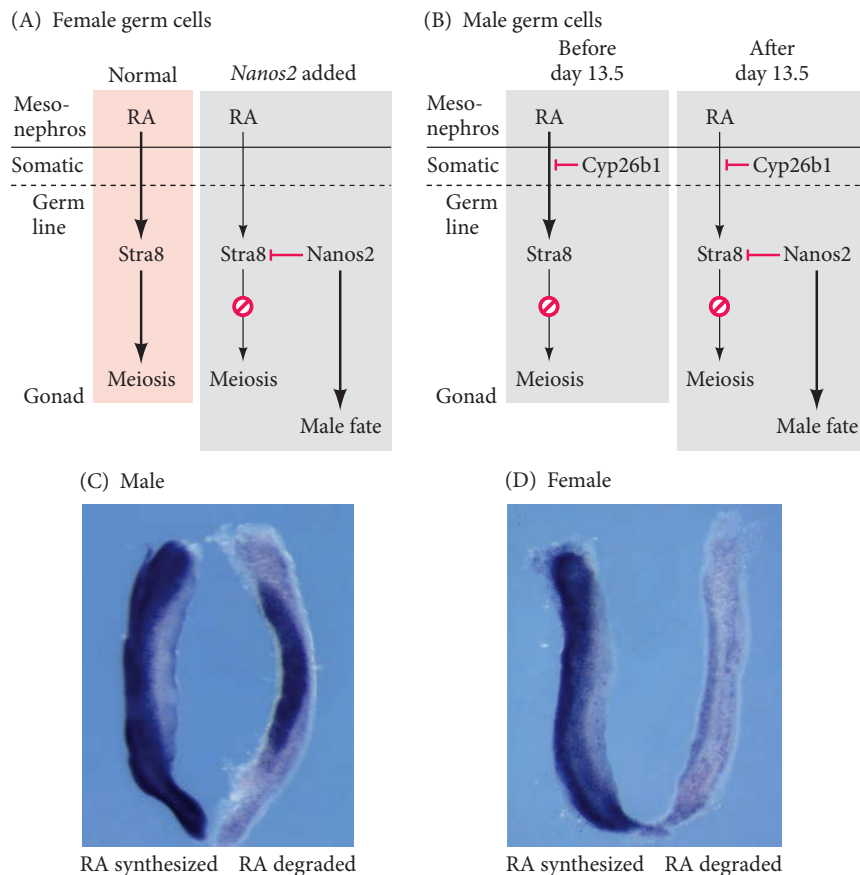 (A) Female germ cells
Normal
Nanos2 added
Meso-
nephros
RA
RA
Somatic
Germ
line
Stra8
Stra8
Nanos2
Meiosis
Meiosis
Gonad
Male fate
(B) Male germ cells
Before
day 13.5
After
day 13.5
Meso-
nephros
RA
RA
Somatic
Cyp26b1
Cyp26b1
Germ
line
Stra8
Stra8
Nanos2
Meiosis
Meiosis
Gonad
Male fate
(C) Male
RA synthesized
RA degraded
(D) Female
RA synthesized
RA degraded